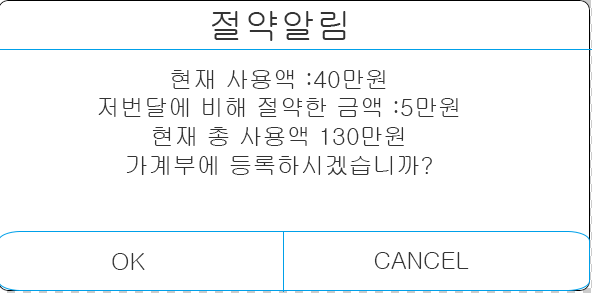 절약알림
현재 사용액 :40만원
저번달에 비해 절약한 금액 :5만원
현재 총 사용액 130만원
가계부에 등록하시겠습니까?
OK
CANCEL